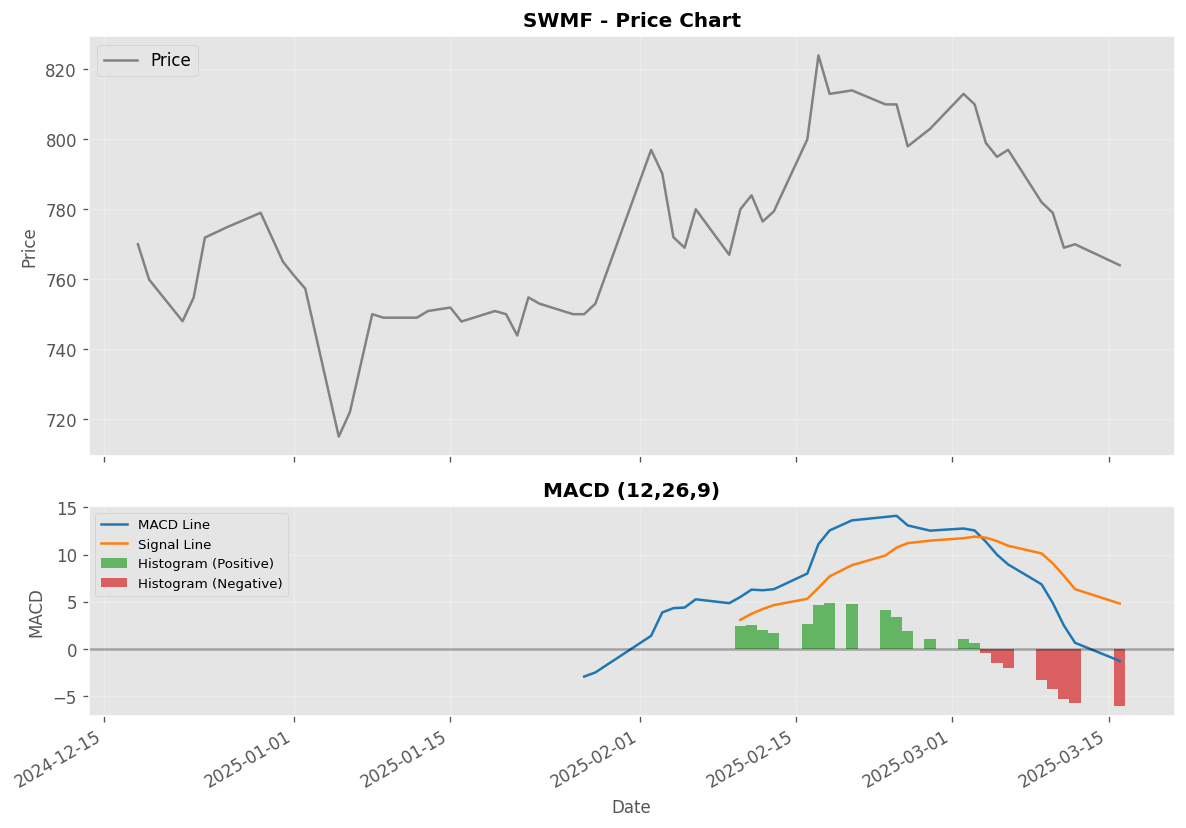 SWMF - Price Chart
Price
820
800
780
760
740
720
Price
MACD (12,26,9)
MACD Line
Signal Line
Histogram (Positive)
Histogram (Negative)
15
10
5
0
−5
MACD
2024-12-15
2025-01-01
2025-01-15
2025-02-01
2025-02-15
2025-03-01
2025-03-15
Date